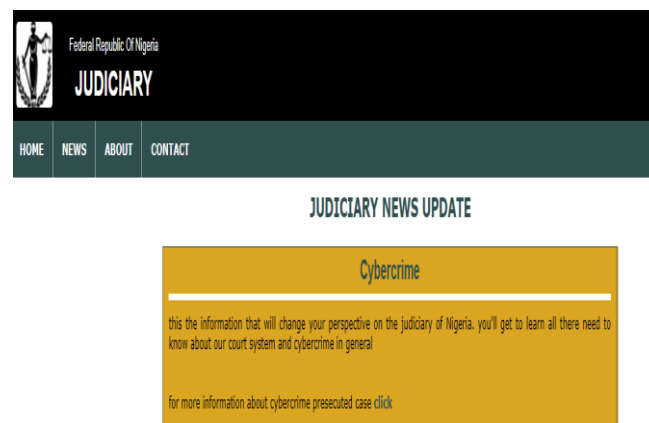 Federal Republic Of Nigeria
JUDICIARY
HOME NEWS ABOUT CONTACT
JUDICIARY NEWS UPDATE
Cybercrime
this the information that will change your perspective on the judiciary of Nigeria. you'll get to learn all there need to
know about our court system and cybercrime in general
for more information about cybercrime presecuted case click